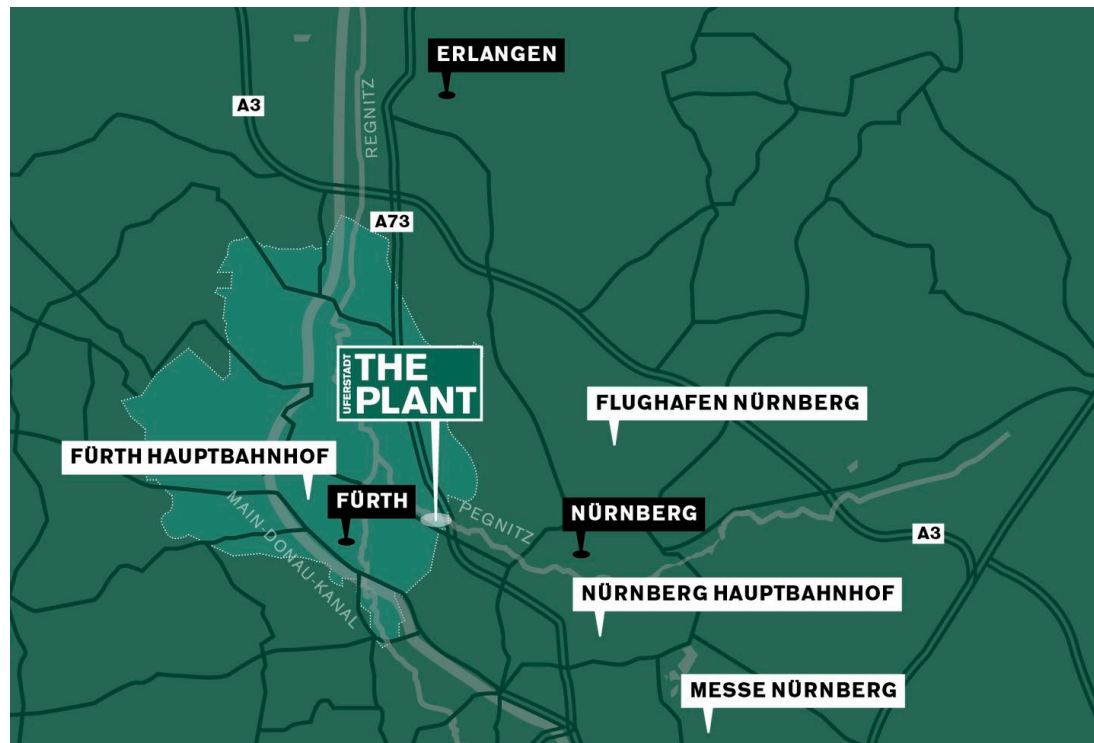 ERLANGEN
A3
REGNITZ
A73
UFERSTADT
THE
PLANT
FLUGHAFEN NÜRNBERG
FÜRTH HAUPTBAHNHOF
FÜRTH
PEGNITZ
NÜRNBERG
MAIN-DONAU-KANAL
A3
NÜRNBERG HAUPTBAHNHOF
MESSE NÜRNBERG